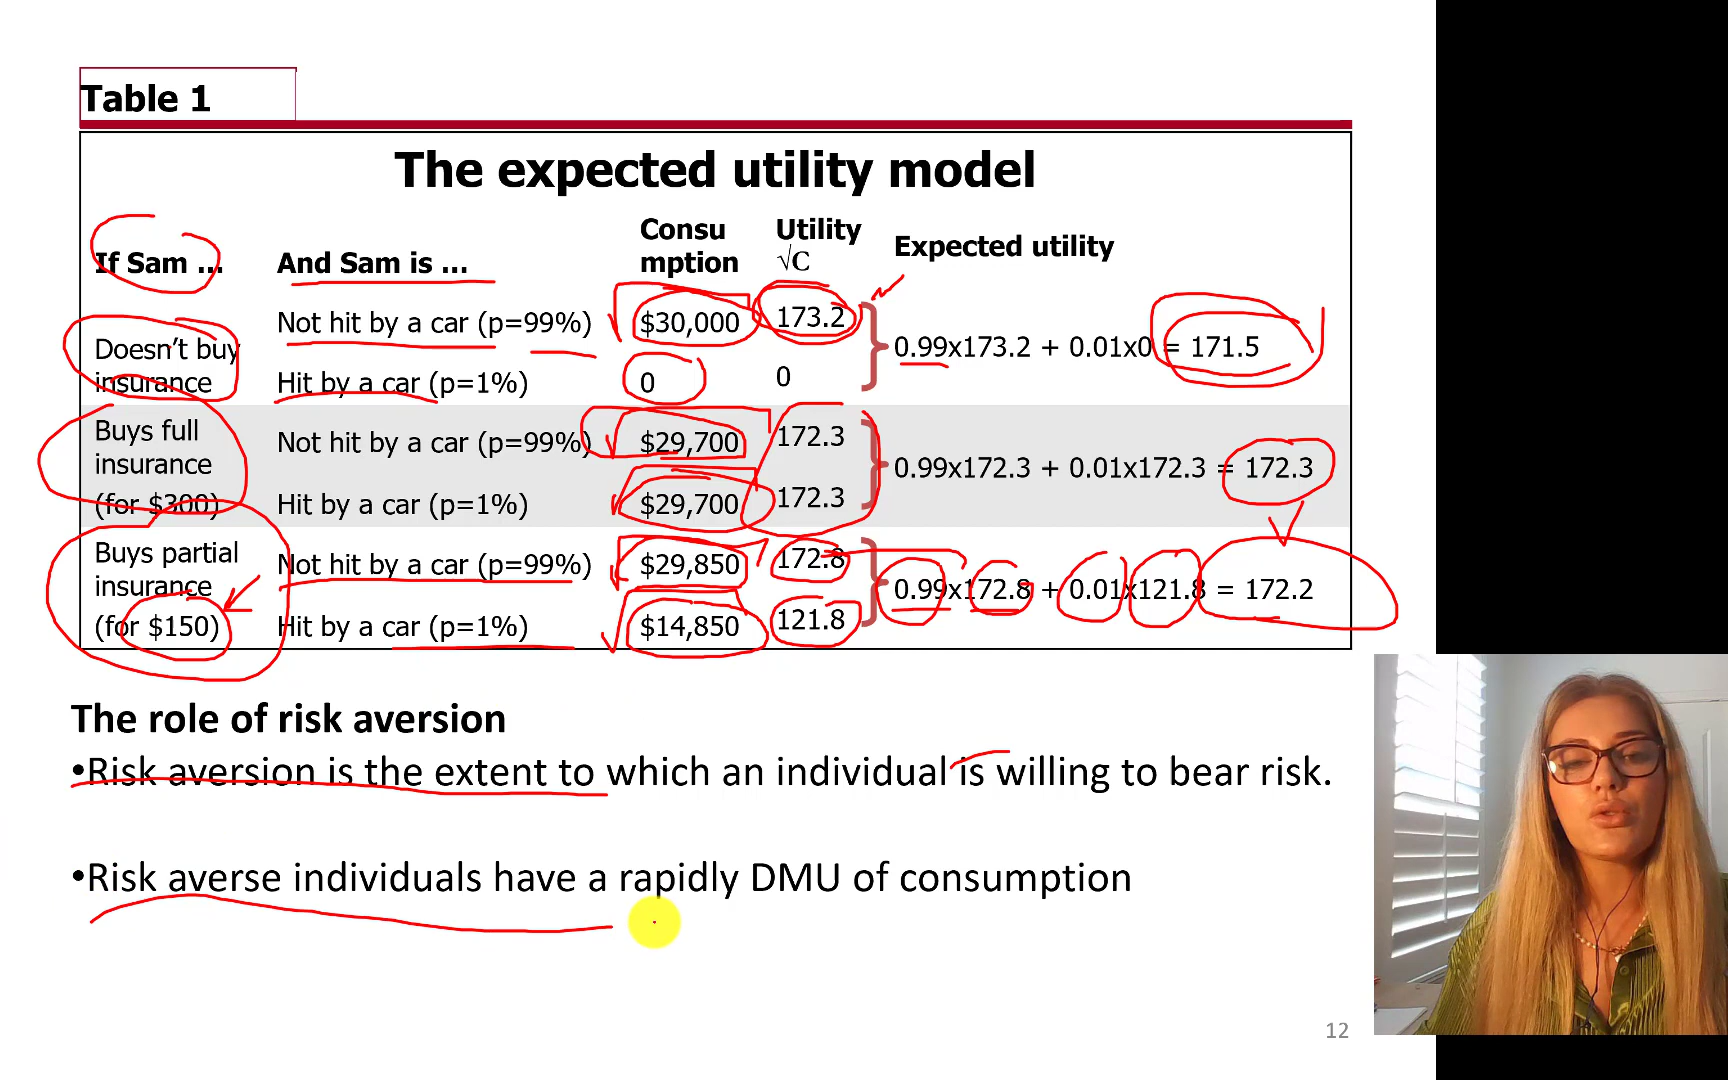 Table 1
The expected utility model
If Sam ... And Sam is ... Consu mption Utility √C Expected utility
Doesn't buy insurance
Not hit by a car (p=99%) $30,000 173.2
Hit by a car (p=1%) 0 0
0.99x173.2 + 0.01x0 = 171.5
Buys full insurance (for $300)
Not hit by a car (p=99%) $29,700 172.3
Hit by a car (p=1%) $29,700 172.3
0.99x172.3 + 0.01x172.3 = 172.3
Buys partial insurance (for $150)
Not hit by a car (p=99%) $29,850 172.8
Hit by a car (p=1%) $14,850 121.8
0.99x172.8 + 0.01x121.8 = 172.2
The role of risk aversion
•Risk aversion is the extent to which an individual is willing to bear risk.
•Risk averse individuals have a rapidly DMU of consumption
12